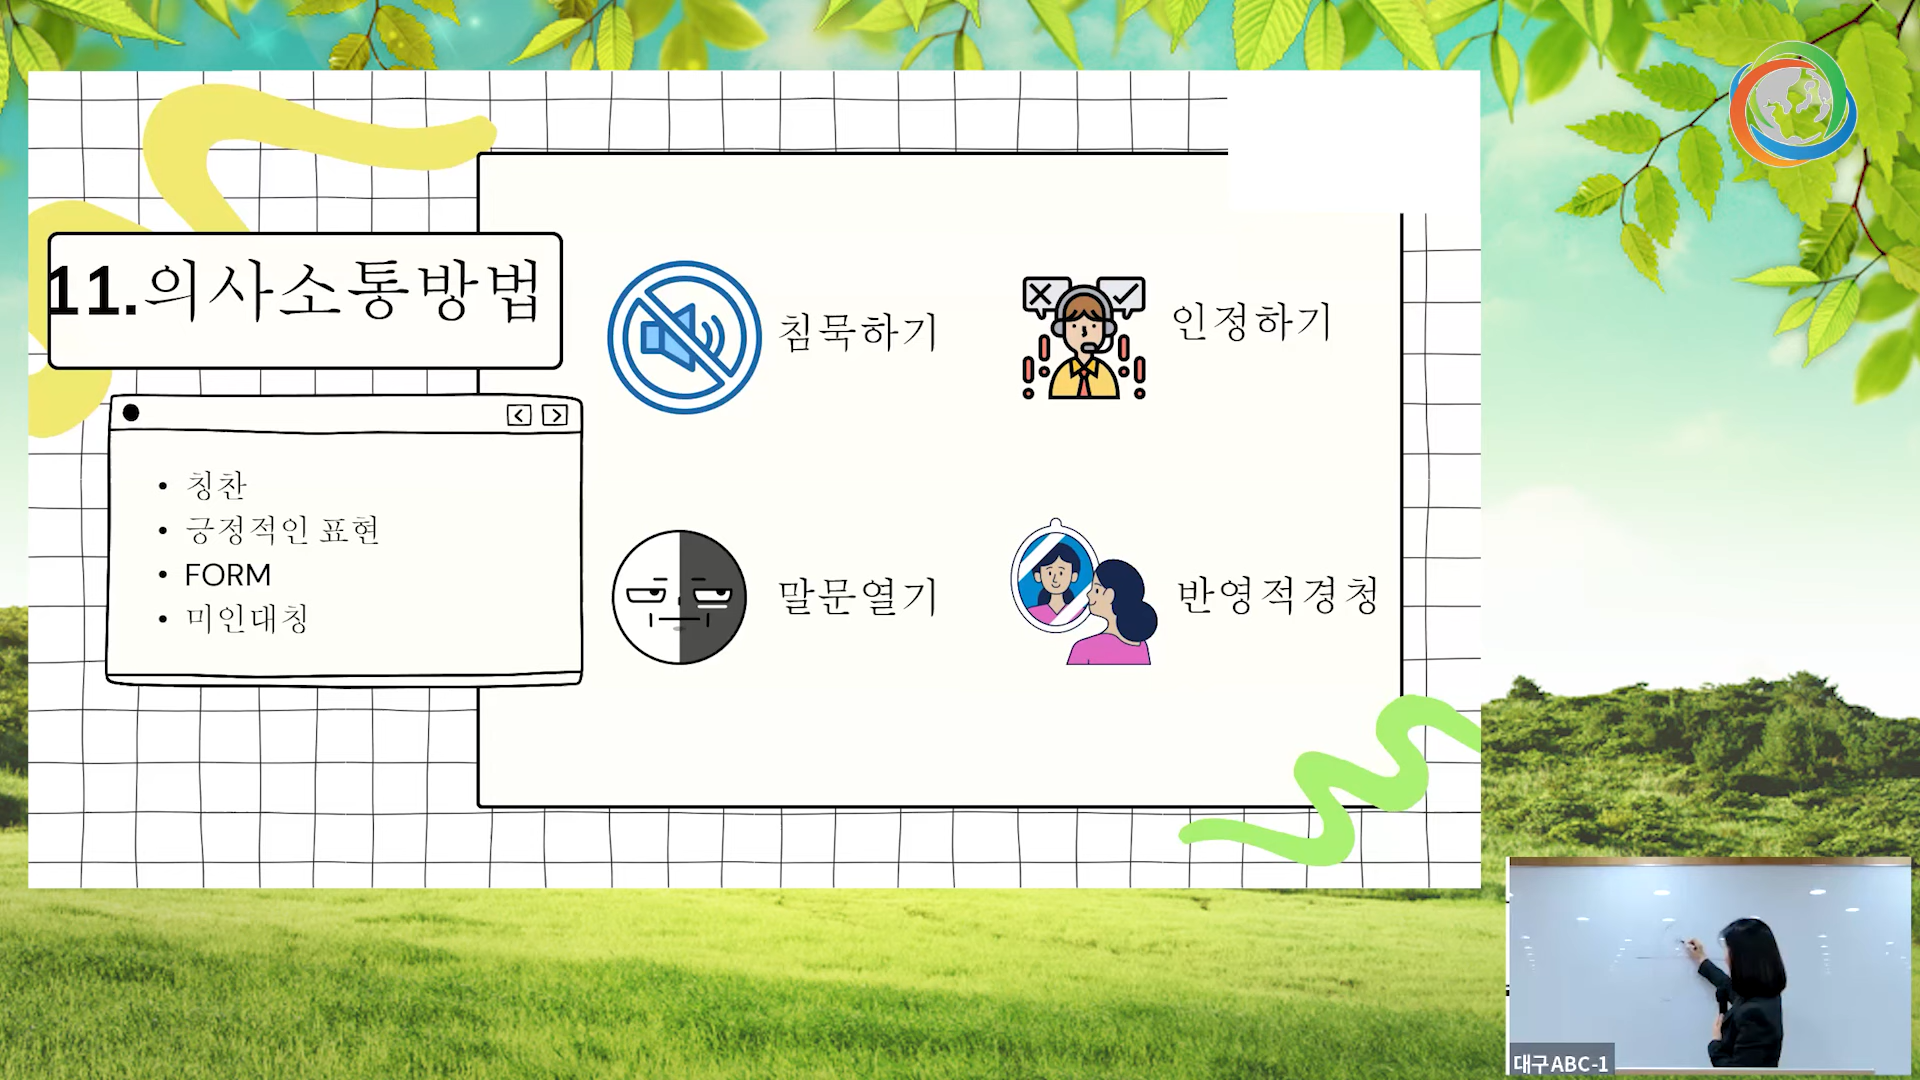 11.의사소통방법
칭찬
긍정적인 표현
FORM
미인대칭
침묵하기
인정하기
말문열기
반영적경청
대구ABC-1